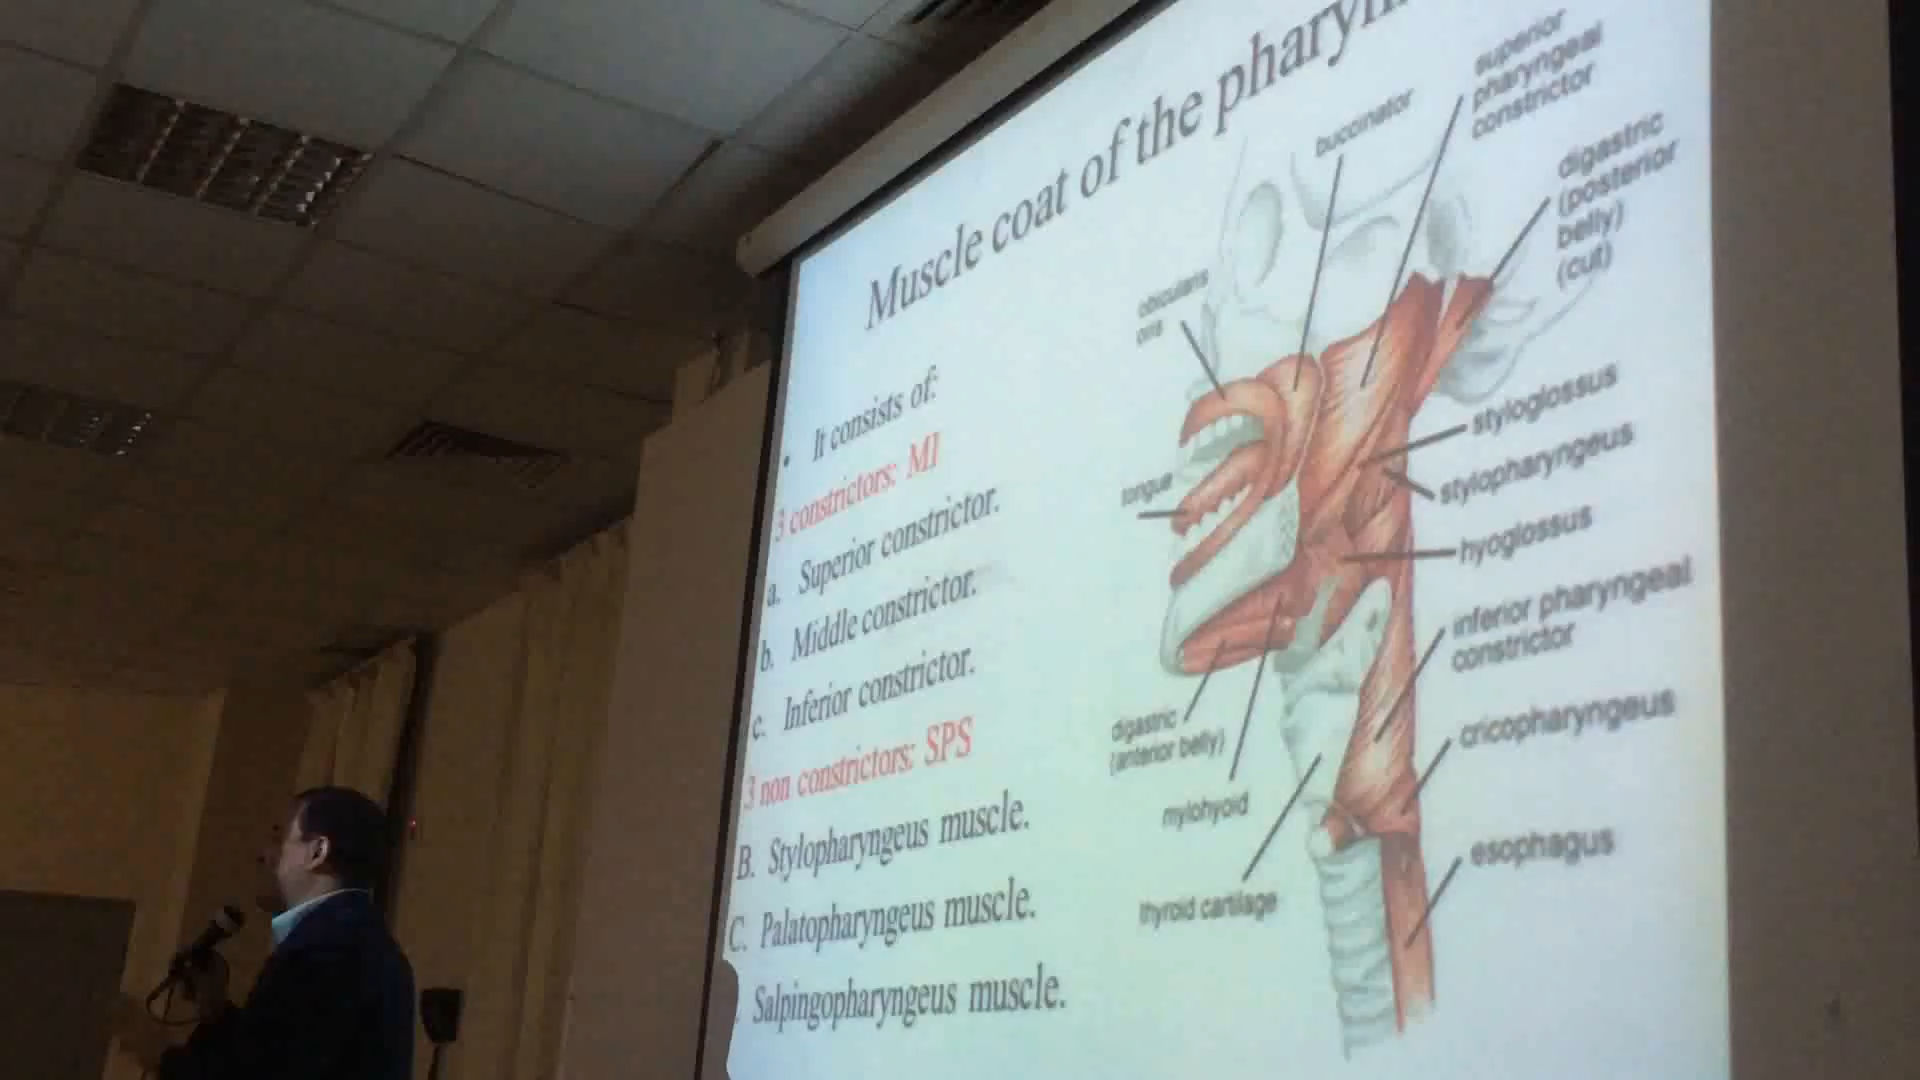 Muscle coat of the pharyn
• It consists of:
3 constrictors: MI
a. Superior constrictor.
b. Middle constrictor.
c. Inferior constrictor.
3 non constrictors: SPS
B. Stylopharyngeus muscle.
C. Palatopharyngeus muscle.
. Salpingopharyngeus muscle.
superior
pharyngeal
constrictor
buccinator
digastric
(posterior
belly)
(cut)
obicularis
oris
styloglossus
stylopharyngeus
tongue
hyoglossus
inferior pharyngeal
constrictor
digastric
(anterior belly)
cricopharyngeus
mylohyoid
esophagus
thyroid cartilage